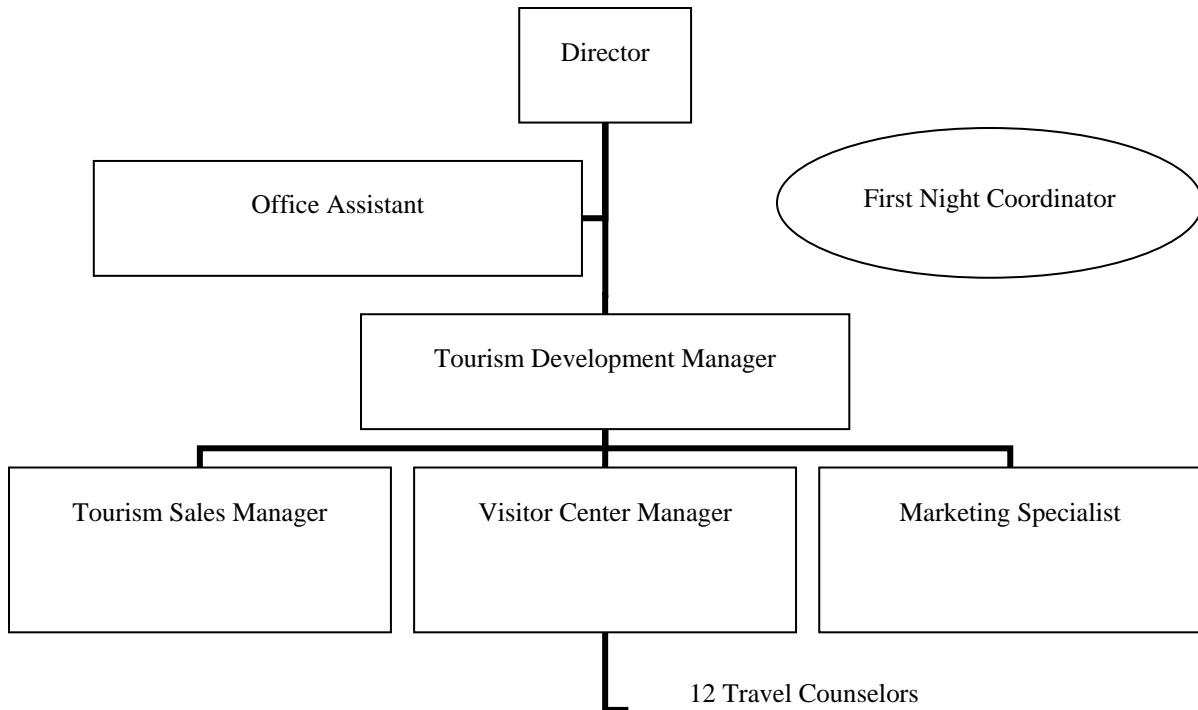 Director
Office Assistant
First Night Coordinator
Tourism Development Manager
Tourism Sales Manager
Visitor Center Manager
Marketing Specialist
12 Travel Counselors